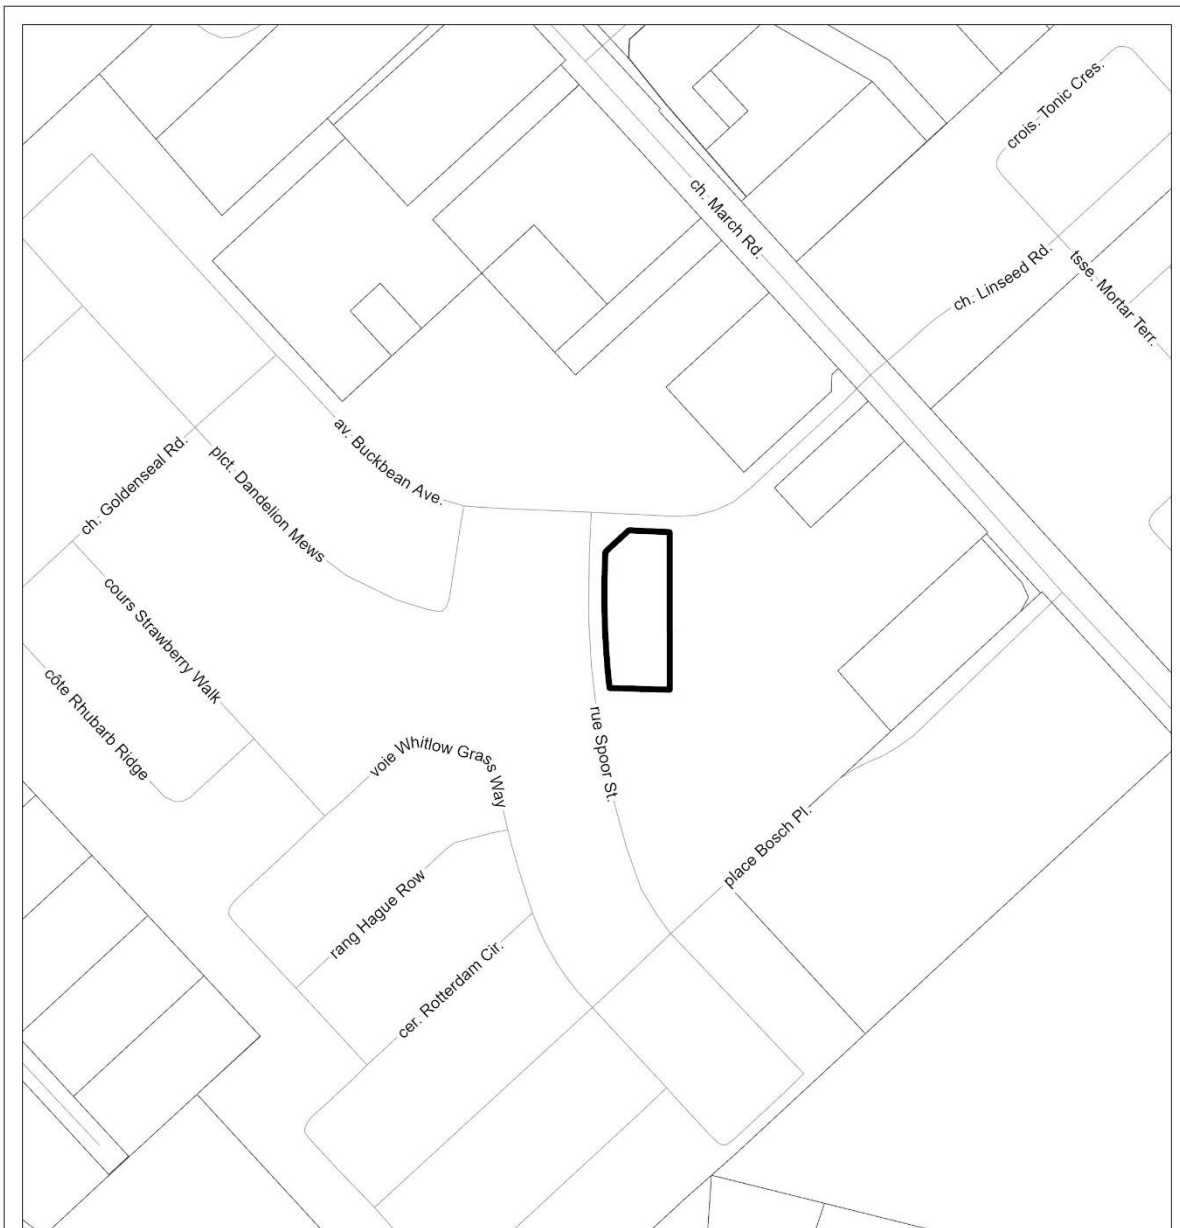 crois. Tonic Cres.
ch. March Rd.
ch. Linseed Rd.
tsse. Mortar Terr.
av. Buckbean Ave.
ch. Goldenseal Rd.
plct. Dandelion Mews
cours Strawberry Walk
côte Rhubarb Ridge
rue Spoor St.
voie Whitlow Grass Way
place Bosch Pl.
rang Hague Row
cer. Rotterdam Cir.